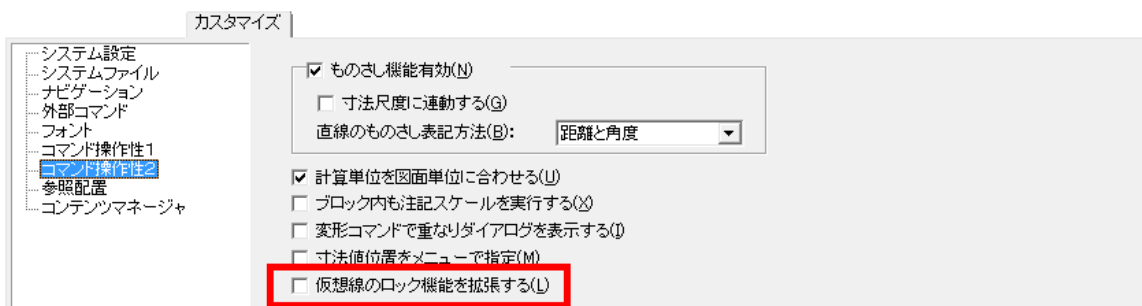 カスタマイズ
システム設定
システムファイル
ナビゲーション
外部コマンド
フォント
コマンド操作性1
コマンド操作性2
参照配置
コンテンツマネージャ
ものさし機能有効(N)
寸法尺度に連動する(G)
直線のものさし表記方法(B): 距離と角度
計算単位を図面単位に合わせる(U)
ブロック内も注記スケールを実行する(X)
変形コマンドで重なりダイアログを表示する(I)
寸法値位置をメニューで指定(M)
仮想線のロック機能を拡張する(L)